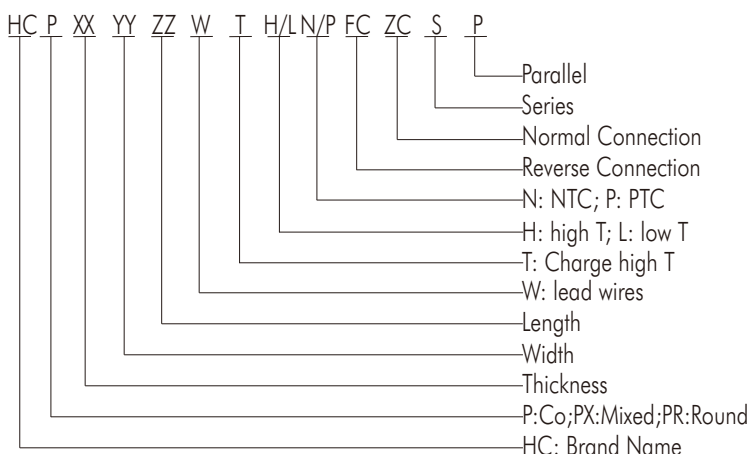 HC P XX YY ZZ W T H/L N/P FC ZC S P
Parallel
Series
Normal Connection
Reverse Connection
N: NTC; P: PTC
H: high T; L: low T
T: Charge high T
W: lead wires
Length
Width
Thickness
P:Co;PX:Mixed;PR:Round
HC: Brand Name